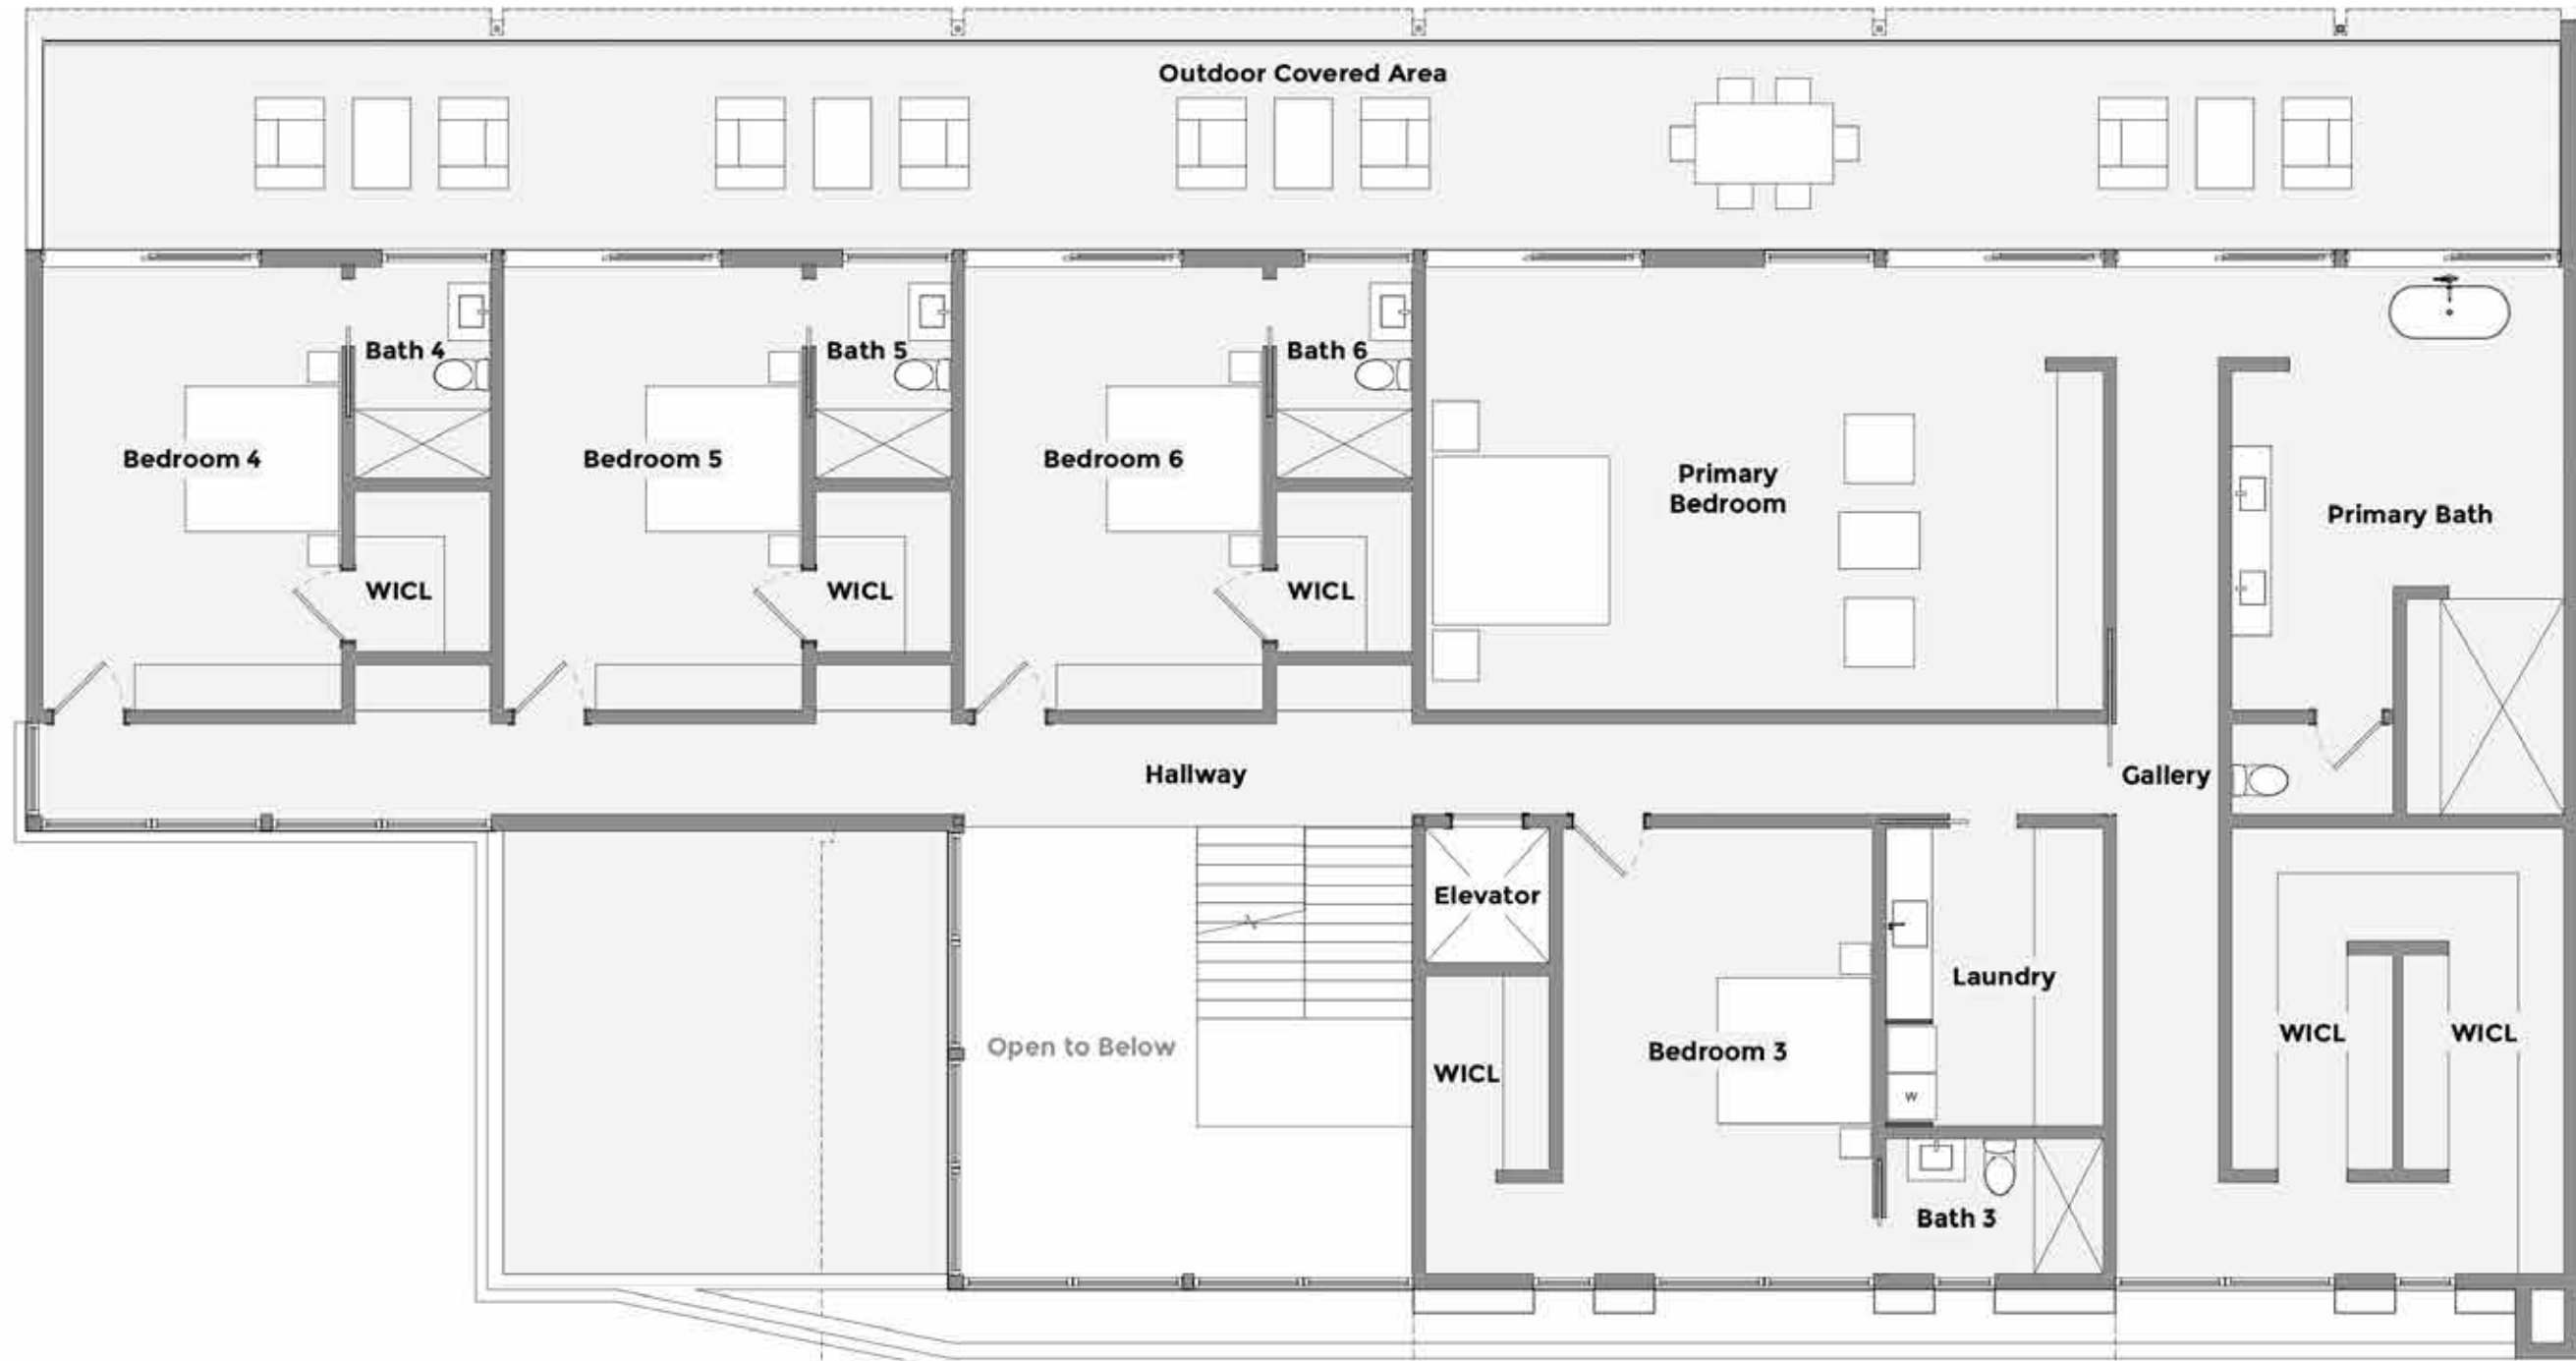 Outdoor Covered Area
Bath 4
Bath 5
Bath 6
Bedroom 4
Bedroom 5
Bedroom 6
Primary
Bedroom
Primary Bath
WICL
WICL
WICL
Hallway
Gallery
Elevator
Laundry
Open to Below
WICL
Bedroom 3
W
WICL
WICL
Bath 3